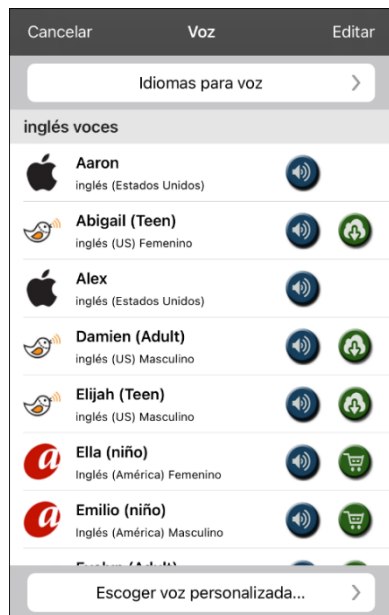 Cancelar Voz Editar
Idiomas para voz
inglés voces
Aaron
inglés (Estados Unidos)
Abigail (Teen)
inglés (US) Femenino
Alex
inglés (Estados Unidos)
Damien (Adult)
inglés (US) Masculino
Elijah (Teen)
inglés (US) Masculino
Ella (niño)
Inglés (América) Femenino
Emilio (niño)
Inglés (América) Masculino
Escoger voz personalizada...